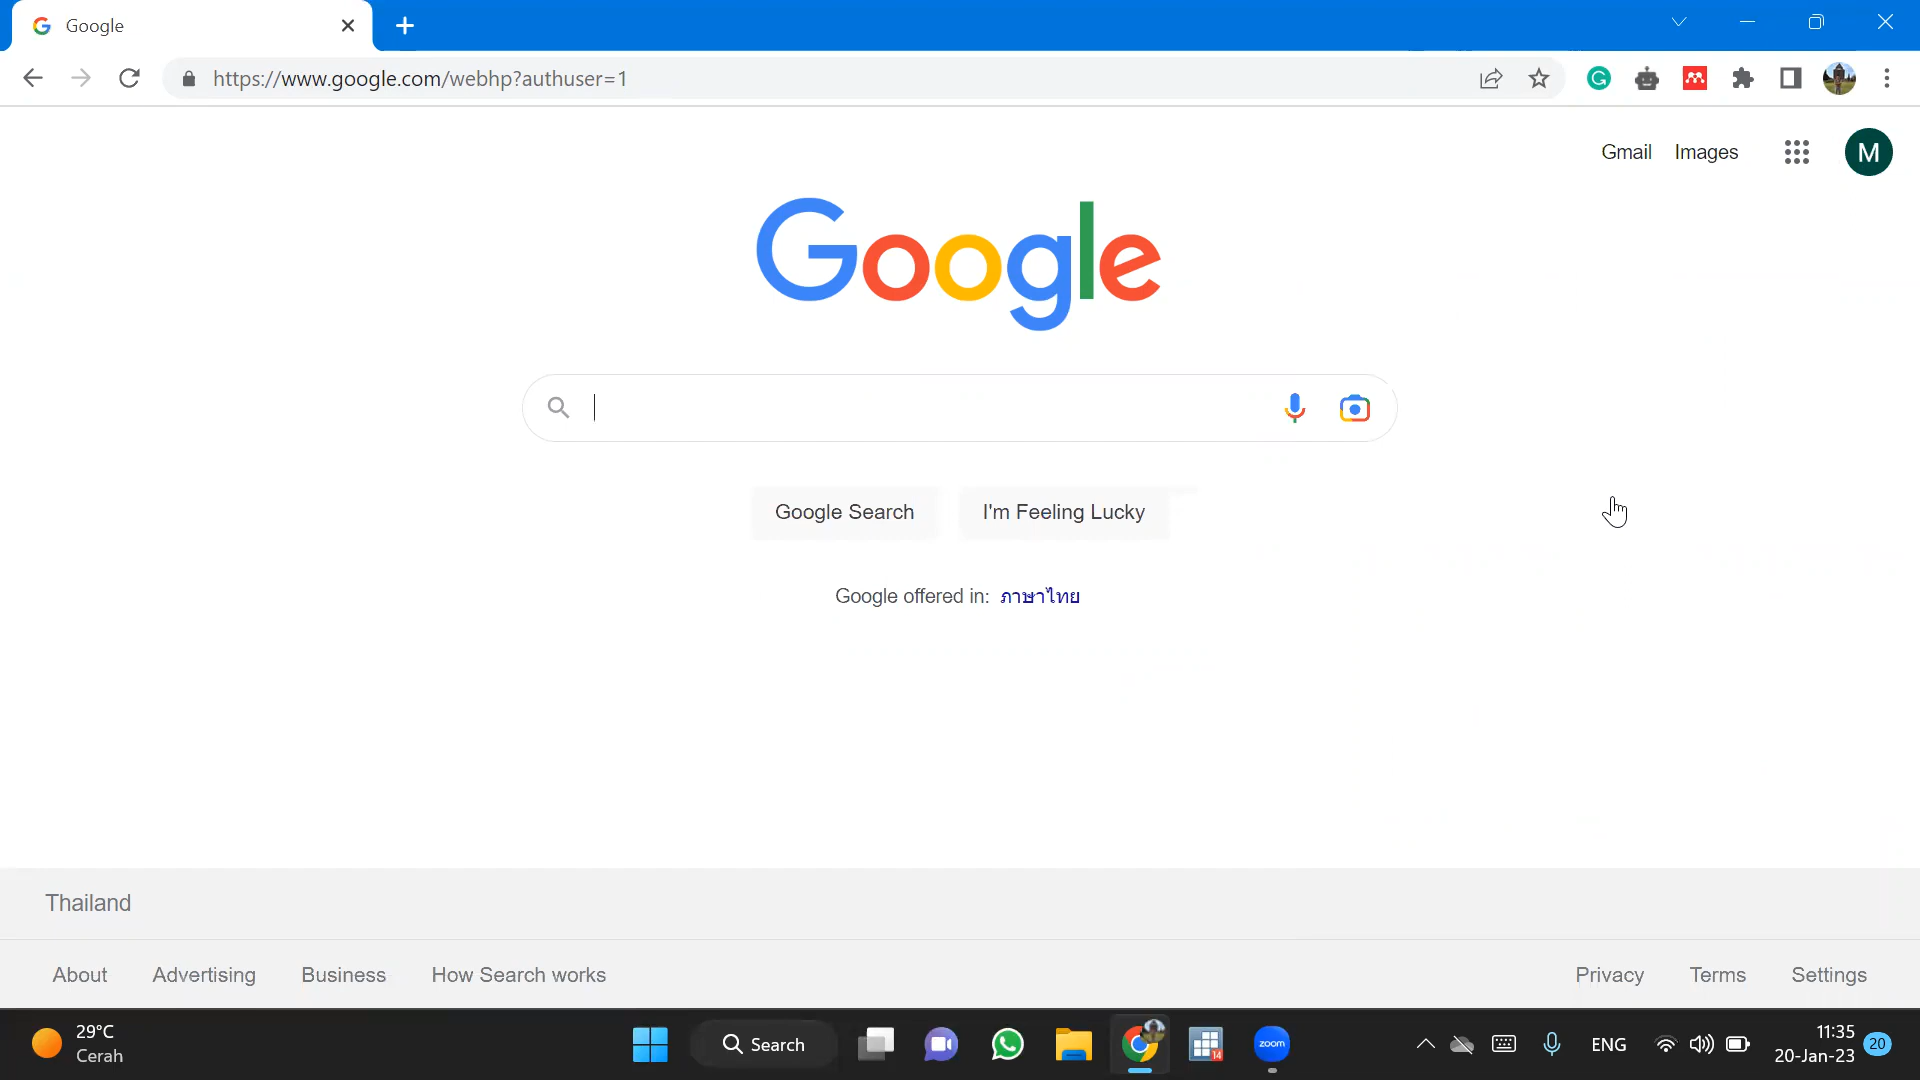 Google
https://www.google.com/webhp?authuser=1
Gmail Images M
Google
Google Search I'm Feeling Lucky
Google offered in: ภาษาไทย
Thailand
About Advertising Business How Search works Privacy Terms Settings
29°C
Cerah
Search
14
zoom
ENG
11:35
20-Jan-23
20